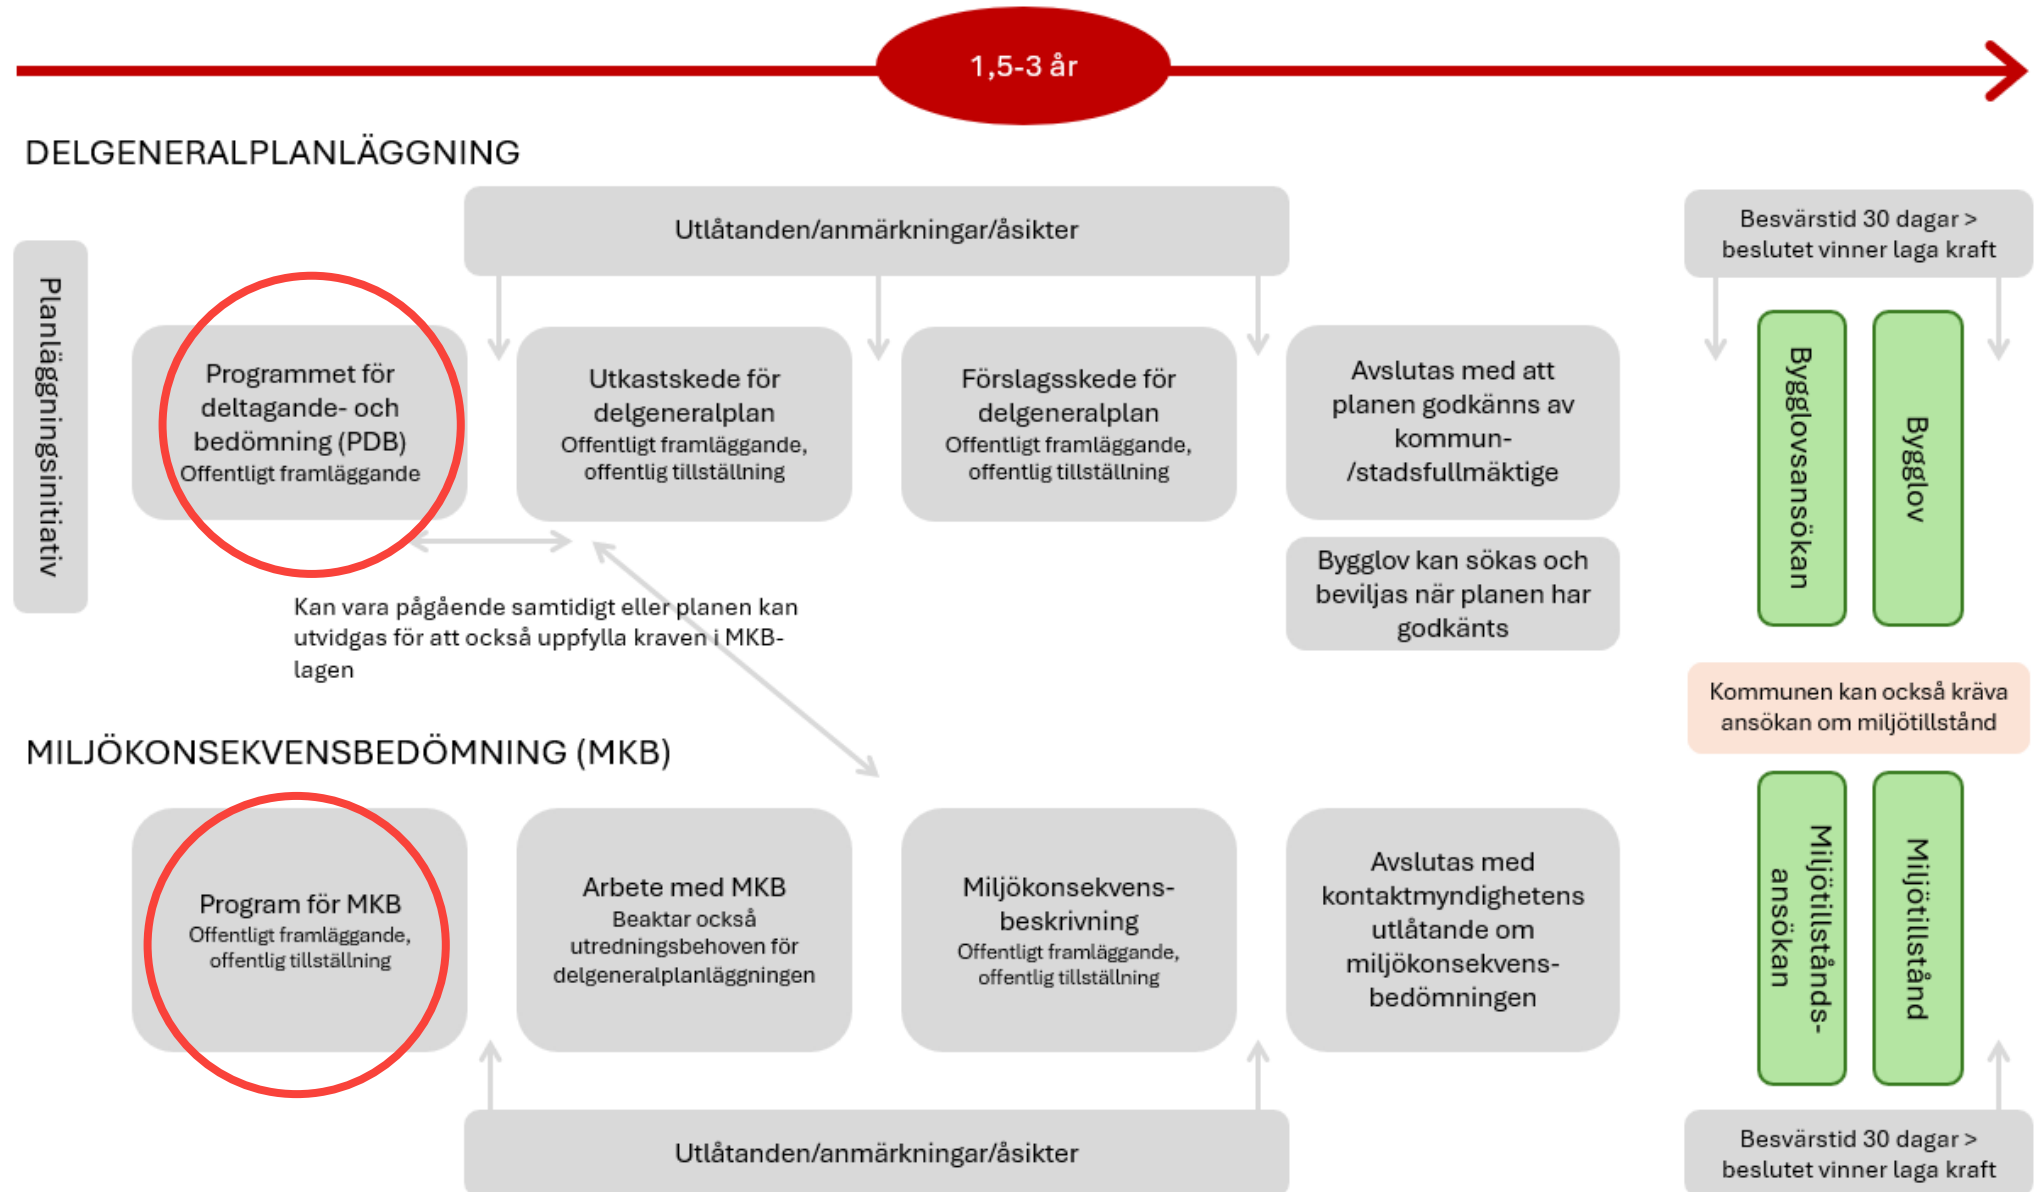 1,5-3 år
DELGENERALPLANLÄGGNING
Utlåtanden/anmärkningar/åsikter
Besvärstid 30 dagar >
beslutet vinner laga kraft
Planläggningsinitiativ
Programmet för
deltagande- och
bedömning (PDB)
Offentligt framläggande
Utkastskede för
delgeneralplan
Offentligt framläggande,
offentlig tillställning
Förslagsskede för
delgeneralplan
Offentligt framläggande,
offentlig tillställning
Avslutas med att
planen godkänns av
kommun-
/stadsfullmäktige
Bygglovsansökan
Bygglov
Bygglov kan sökas och
beviljas när planen har
godkänts
Kan vara pågående samtidigt eller planen kan
utvidgas för att också uppfylla kraven i MKB-
lagen
Kommunen kan också kräva
ansökan om miljötillstånd
MILJÖKONSEKVENSBEDÖMNING (MKB)
Program för MKB
Offentligt framläggande,
offentlig tillställning
Arbete med MKB
Beaktar också
utredningsbehoven för
delgeneralplanläggningen
Miljökonsekvens-
beskrivning
Offentligt framläggande,
offentlig tillställning
Avslutas med
kontaktmyndighetens
utlåtande om
miljökonsekvens-
bedömningen
Miljötillstånds-
ansökan
Miljötillstånd
Utlåtanden/anmärkningar/åsikter
Besvärstid 30 dagar >
beslutet vinner laga kraft